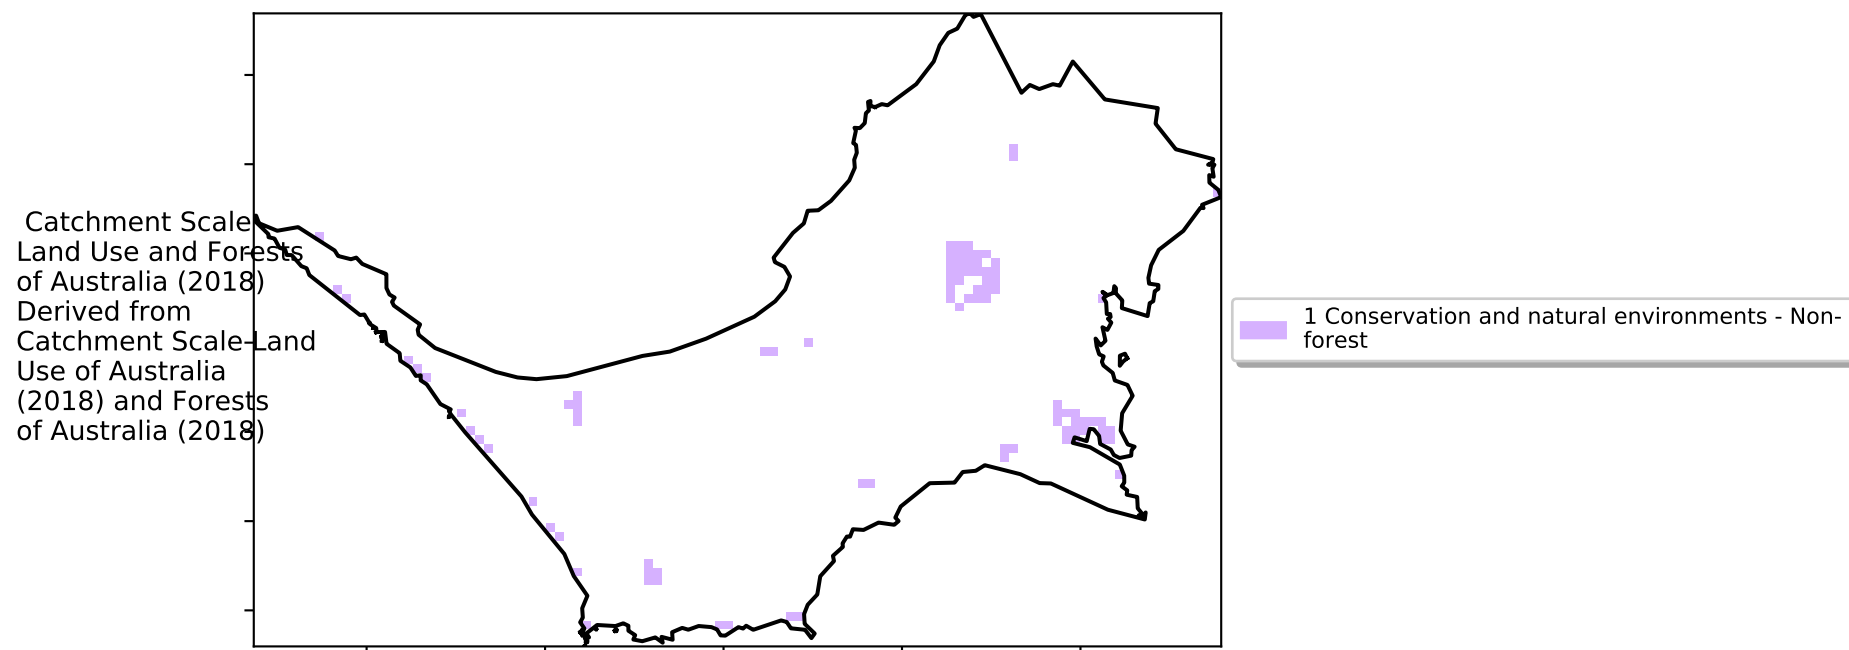 Catchment Scale
Land Use and Forests
of Australia (2018)
Derived from
Catchment Scale Land
Use of Australia
(2018) and Forests
of Australia (2018)
1 Conservation and natural environments - Non-
forest